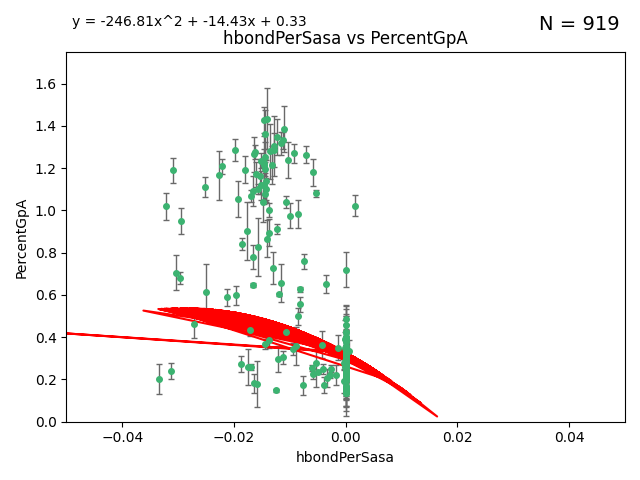 y = -246.81x^2 + -14.43x + 0.33
N = 919
hbondPerSasa vs PercentGpA
PercentGpA
1.6
1.4
1.2
1.0
0.8
0.6
0.4
0.2
0.0
−0.04 −0.02 0.00 0.02 0.04
hbondPerSasa